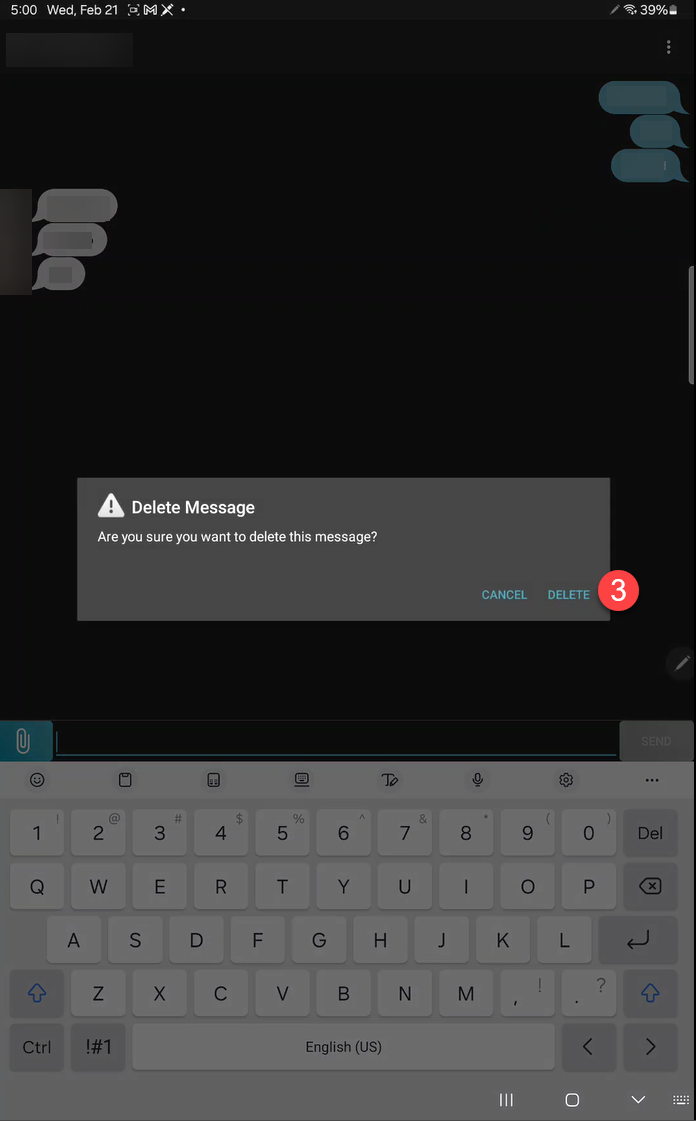 5:00 Wed, Feb 21 39%
Delete Message
Are you sure you want to delete this message?
CANCEL DELETE 3
SEND
! @ # $ % ^ & * ( )
1 2 3 4 5 6 7 8 9 0 Del
Q W E R T Y U I O P
A S D F G H J K L
Z X C V B N M , ! . ?
Ctrl !#1 English (US) < >